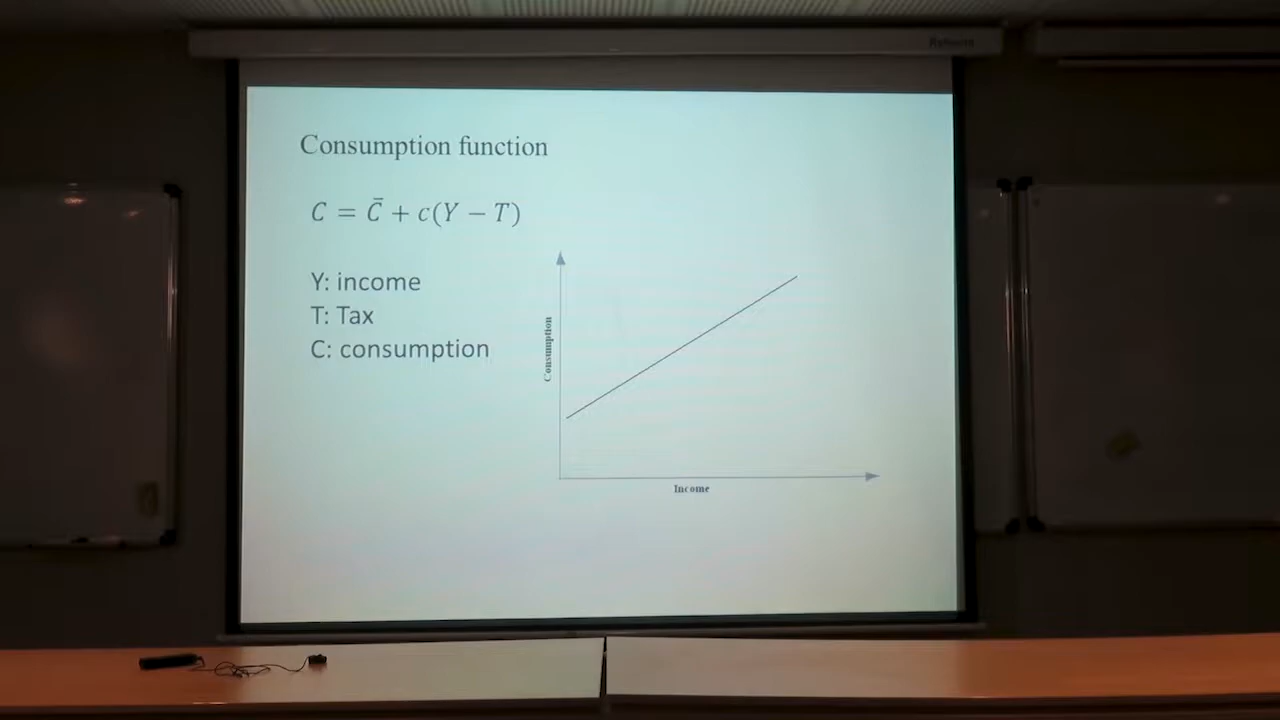 Consumption function
C = C̄ + c(Y − T)
Y: income
T: Tax
C: consumption
Consumption
Income